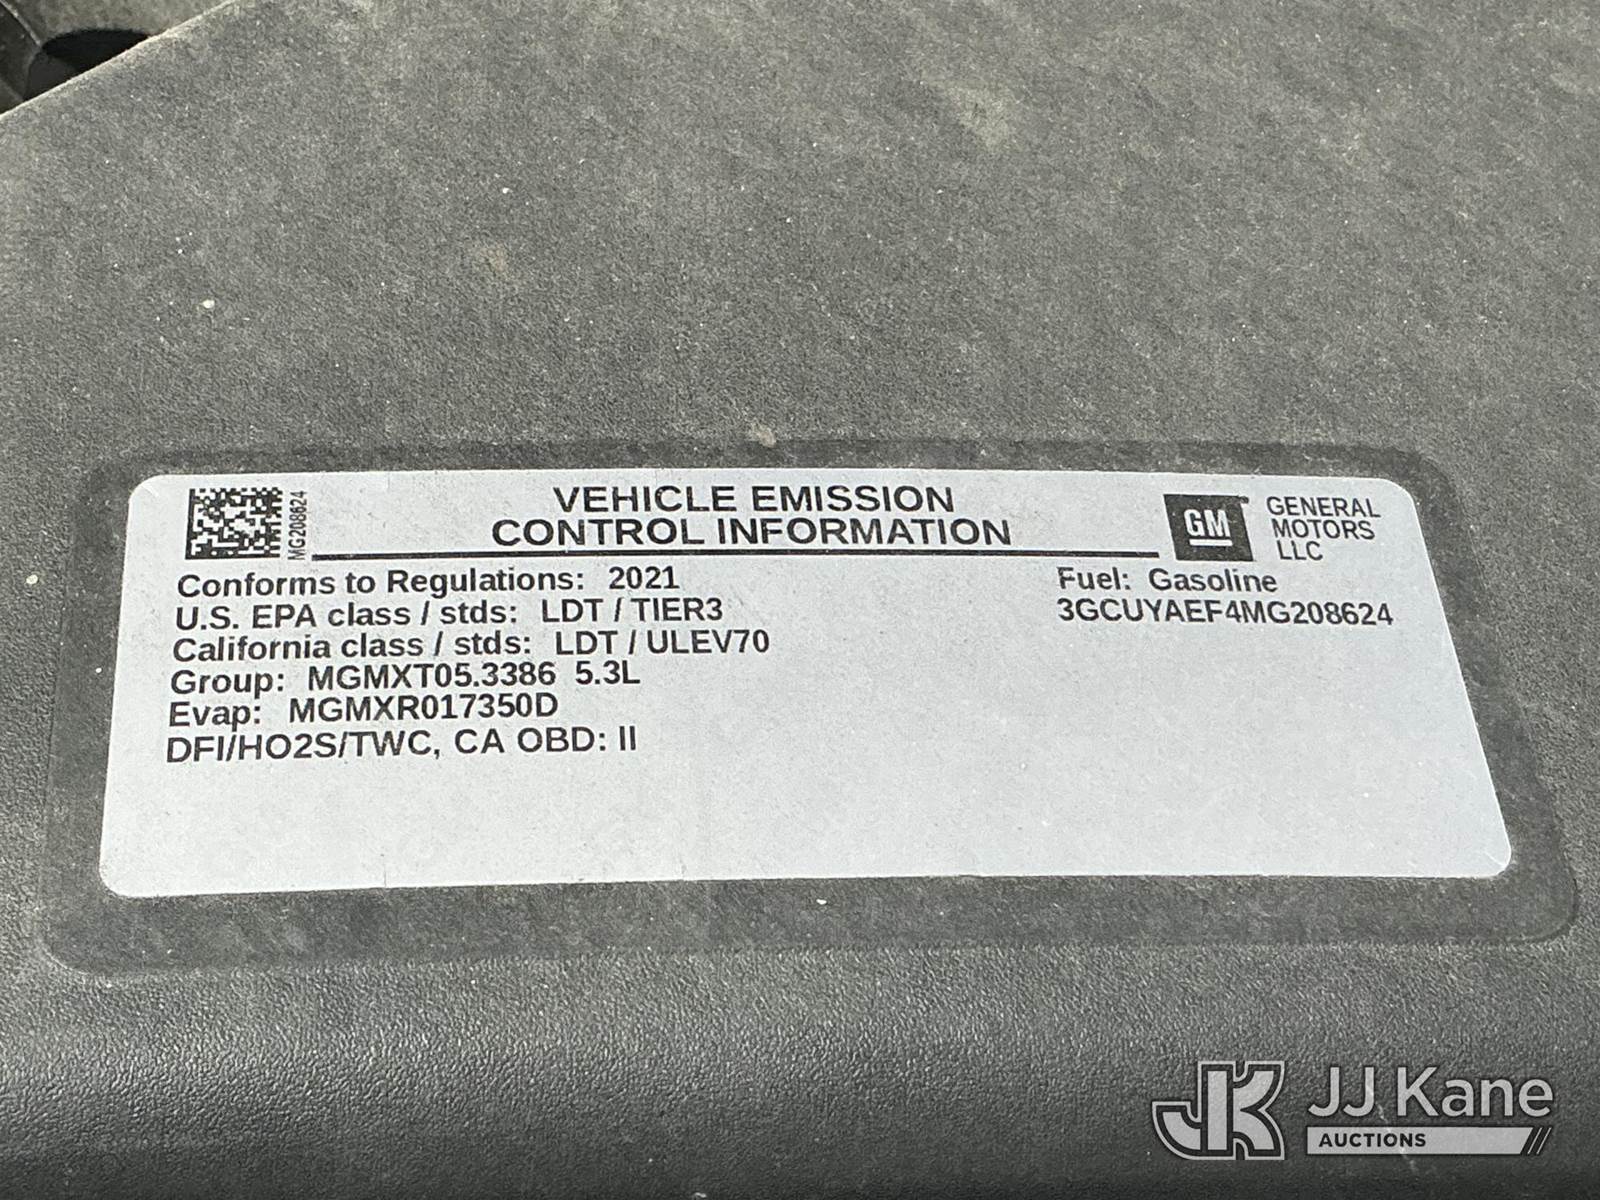 MG208624
VEHICLE EMISSION
CONTROL INFORMATION
GM
GENERAL
MOTORS
LLC
Conforms to Regulations: 2021
U.S. EPA class / stds: LDT / TIER3
California class / stds: LDT / ULEV70
Group: MGMXT05.3386 5.3L
Evap: MGMXR017350D
DFI/HO2S/TWC, CA OBD: II
Fuel: Gasoline
3GCUYAEF4MG208624
JK
JJ Kane
AUCTIONS